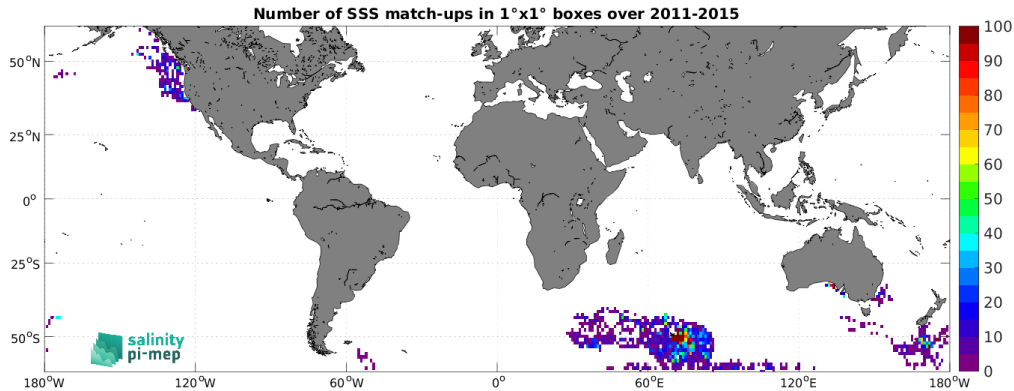 Number of SSS match-ups in 1°x1° boxes over 2011-2015
100
90
80
70
60
50
40
30
20
10
0
50°N
25°N
0°
25°S
50°S
salinity
pi-mep
180°W 120°W 60°W 0° 60°E 120°E 180°W